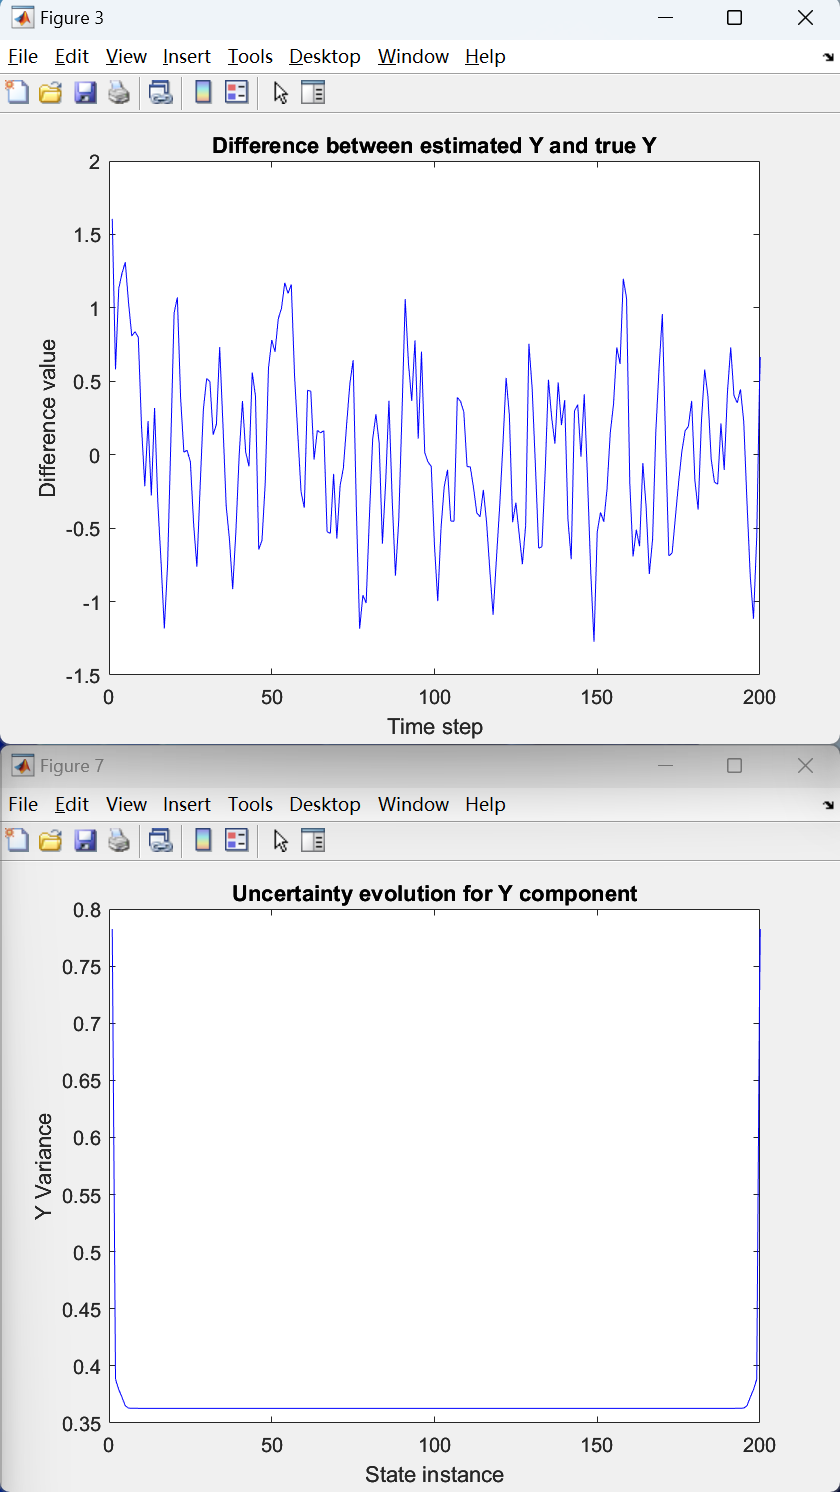 Figure 3
File Edit View Insert Tools Desktop Window Help
Difference between estimated Y and true Y
2
1.5
1
0.5
0
-0.5
-1
-1.5
Difference value
0 50 100 150 200
Time step
Figure 7
File Edit View Insert Tools Desktop Window Help
Uncertainty evolution for Y component
0.8
0.75
0.7
0.65
0.6
0.55
0.5
0.45
0.4
0.35
Y Variance
0 50 100 150 200
State instance